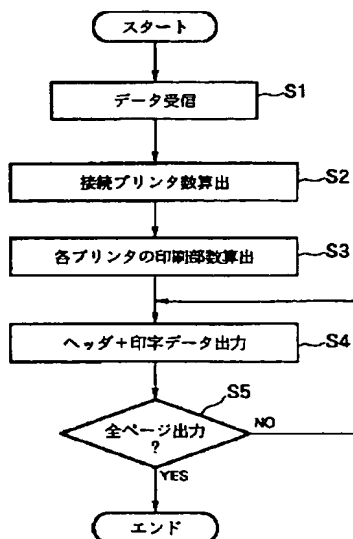 スタート
データ受信 S1
接続プリンタ数算出 S2
各プリンタの印刷部数算出 S3
ヘッダ+印字データ出力 S4
S5
全ページ出力 NO
?
YES
エンド